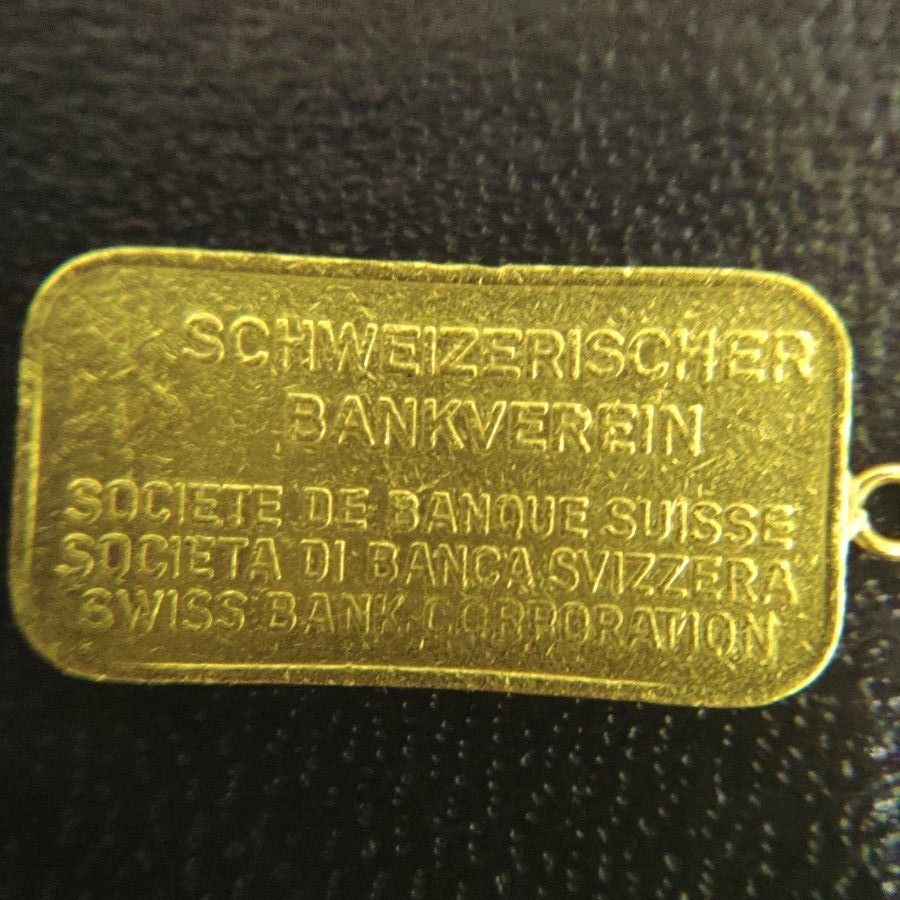 SCHWEIZERISCHER
BANKVEREIN
SOCIETE DE BANQUE SUISSE
SOCIETA DI BANCA SVIZZERA
SWISS BANK CORPORATION